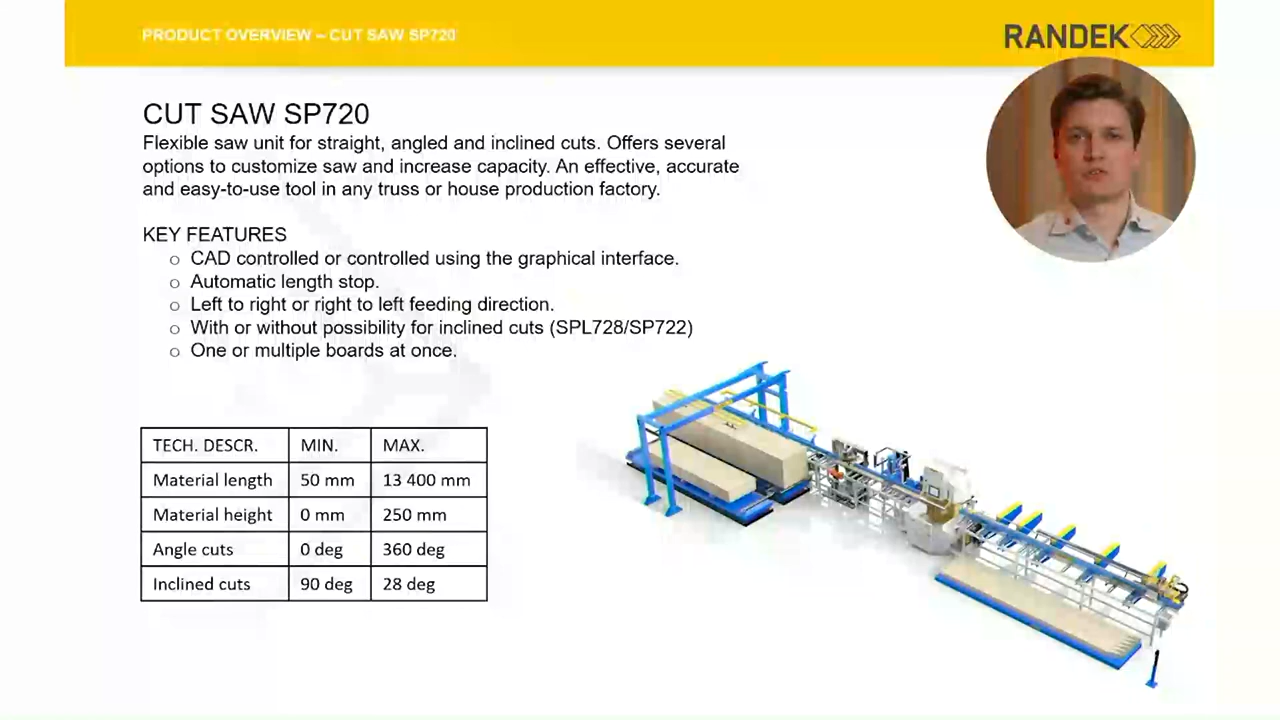 PRODUCT OVERVIEW – CUT SAW SP720
RANDEK
CUT SAW SP720
Flexible saw unit for straight, angled and inclined cuts. Offers several
options to customize saw and increase capacity. An effective, accurate
and easy-to-use tool in any truss or house production factory.
KEY FEATURES
o CAD controlled or controlled using the graphical interface.
o Automatic length stop.
o Left to right or right to left feeding direction.
o With or without possibility for inclined cuts (SPL728/SP722)
o One or multiple boards at once.
TECH. DESCR. MIN. MAX.
Material length 50 mm 13 400 mm
Material height 0 mm 250 mm
Angle cuts 0 deg 360 deg
Inclined cuts 90 deg 28 deg